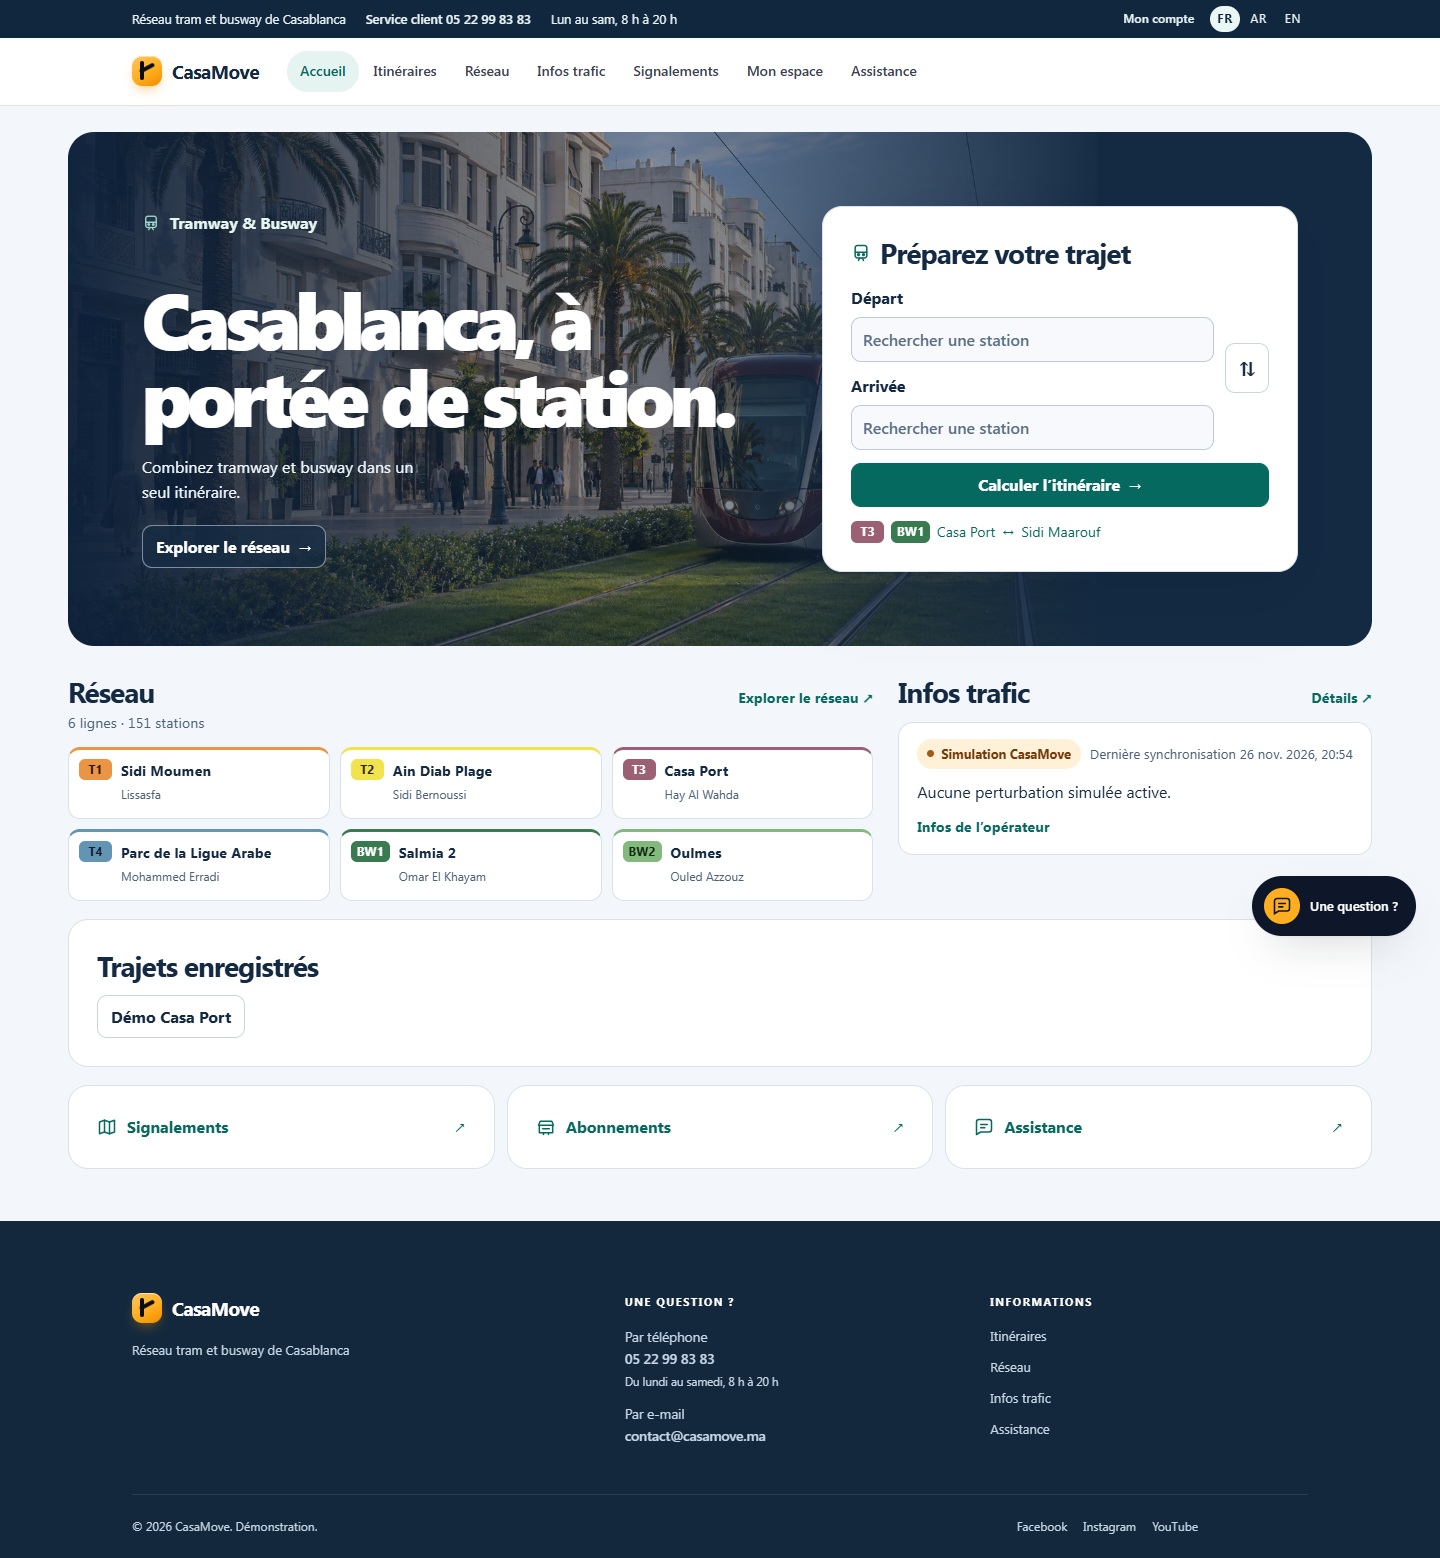 Réseau tram et busway de Casablanca Service client 05 22 99 83 83 Lun au sam, 8 h à 20 h Mon compte FR AR EN
CasaMove Accueil Itinéraires Réseau Infos trafic Signalements Mon espace Assistance
Tramway & Busway
Casablanca, à
portée de station.
Combinez tramway et busway dans un
seul itinéraire.
Explorer le réseau →
Préparez votre trajet
Départ
Rechercher une station
Arrivée
Rechercher une station
Calculer l'itinéraire →
T3 BW1 Casa Port ↔ Sidi Maarouf
Réseau Explorer le réseau ↗
6 lignes · 151 stations
T1 Sidi Moumen
Lissasfa
T2 Ain Diab Plage
Sidi Bernoussi
T3 Casa Port
Hay Al Wahda
T4 Parc de la Ligue Arabe
Mohammed Erradi
BW1 Salmia 2
Omar El Khayam
BW2 Oulmes
Ouled Azzouz
Infos trafic Détails ↗
Simulation CasaMove Dernière synchronisation 26 nov. 2026, 20:54
Aucune perturbation simulée active.
Infos de l'opérateur
Une question ?
Trajets enregistrés
Démo Casa Port
Signalements ↗
Abonnements ↗
Assistance ↗
CasaMove
Réseau tram et busway de Casablanca
UNE QUESTION ?
Par téléphone
05 22 99 83 83
Du lundi au samedi, 8 h à 20 h
Par e-mail
contact@casamove.ma
INFORMATIONS
Itinéraires
Réseau
Infos trafic
Assistance
© 2026 CasaMove. Démonstration. Facebook Instagram YouTube